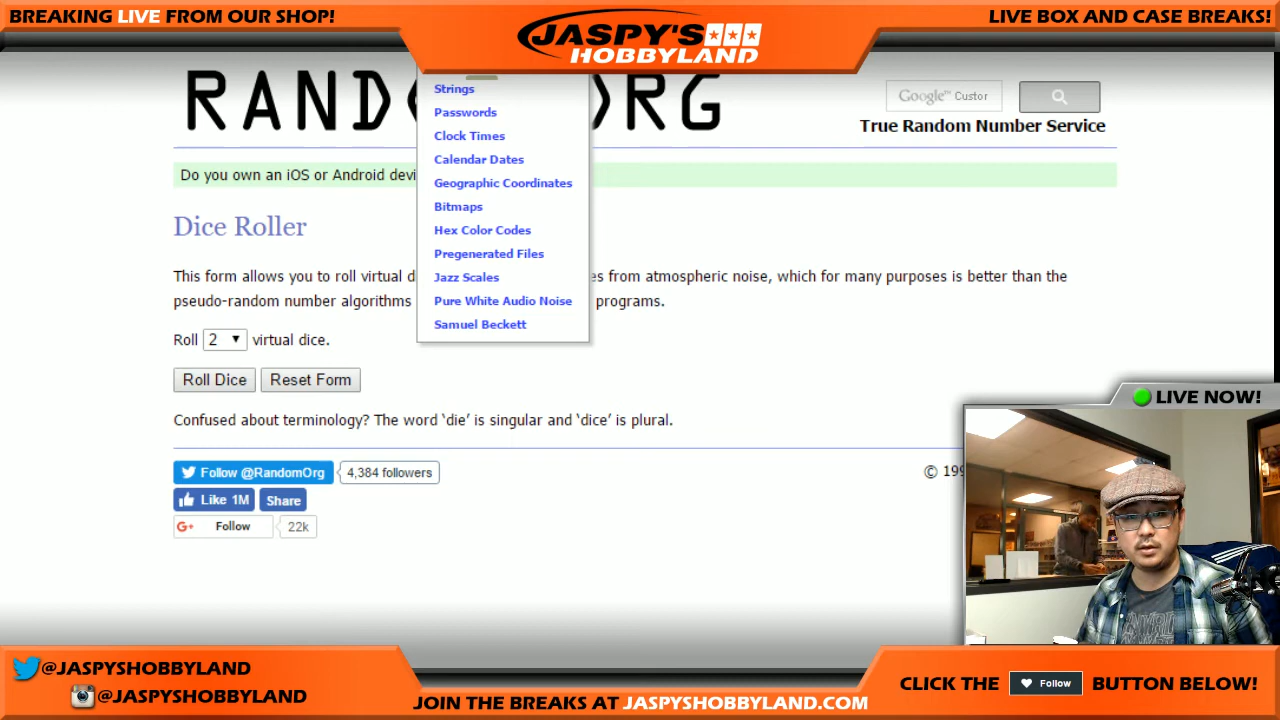 BREAKING LIVE FROM OUR SHOP!
JASPY'S
HOBBYLAND
LIVE BOX AND CASE BREAKS!
RAND
RG
Google™ Custor
True Random Number Service
Strings
Passwords
Clock Times
Calendar Dates
Geographic Coordinates
Bitmaps
Hex Color Codes
Pregenerated Files
Jazz Scales
Pure White Audio Noise
Samuel Beckett
Do you own an iOS or Android devi
Dice Roller
This form allows you to roll virtual d es from atmospheric noise, which for many purposes is better than the
pseudo-random number algorithms programs.
Roll 2 virtual dice.
Roll Dice Reset Form
Confused about terminology? The word ‘die’ is singular and ‘dice’ is plural.
Follow @RandomOrg 4,384 followers
© 199
Like 1M Share
G+ Follow 22k
LIVE NOW!
@JASPYSHOBBYLAND
@JASPYSHOBBYLAND
JOIN THE BREAKS AT JASPYSHOBBYLAND.COM
CLICK THE Follow BUTTON BELOW!